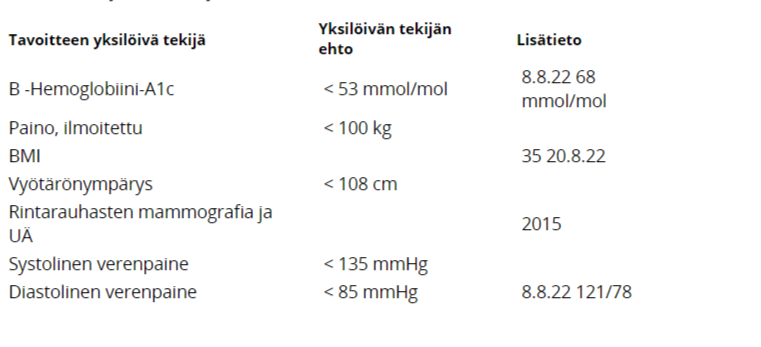 Tavoitteen yksilöivä tekijä Yksilöivän tekijän ehto Lisätieto
B -Hemoglobiini-A1c < 53 mmol/mol 8.8.22 68 mmol/mol
Paino, ilmoitettu < 100 kg
BMI 35 20.8.22
Vyötärönympärys < 108 cm
Rintarauhasten mammografia ja UÄ 2015
Systolinen verenpaine < 135 mmHg
Diastolinen verenpaine < 85 mmHg 8.8.22 121/78